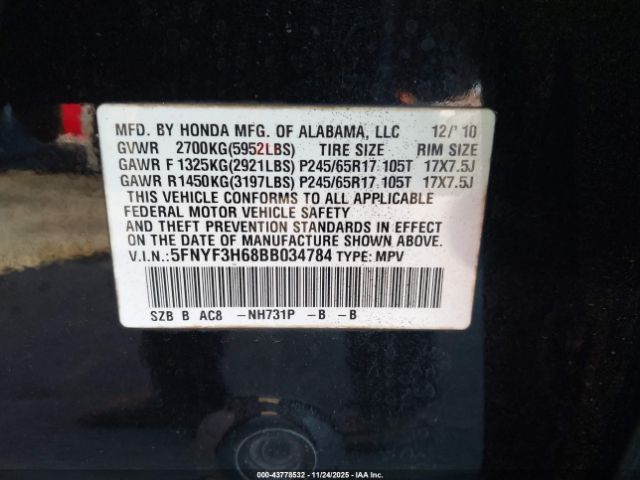 MFD. BY HONDA MFG. OF ALABAMA, LLC 12/'10
GVWR 2700KG(5952LBS) TIRE SIZE RIM SIZE
GAWR F 1325KG(2921LBS) P245/65R17 105T 17X7.5J
GAWR R1450KG(3197LBS) P245/65R17 105T 17X7.5J
THIS VEHICLE CONFORMS TO ALL APPLICABLE
FEDERAL MOTOR VEHICLE SAFETY
AND THEFT PREVENTION STANDARDS IN EFFECT
ON THE DATE OF MANUFACTURE SHOWN ABOVE.
V.I.N.:5FNYF3H68BB034784 TYPE: MPV
SZB B AC8 -NH731P -B -B
000-43778532 - 11/24/2025 - IAA Inc.